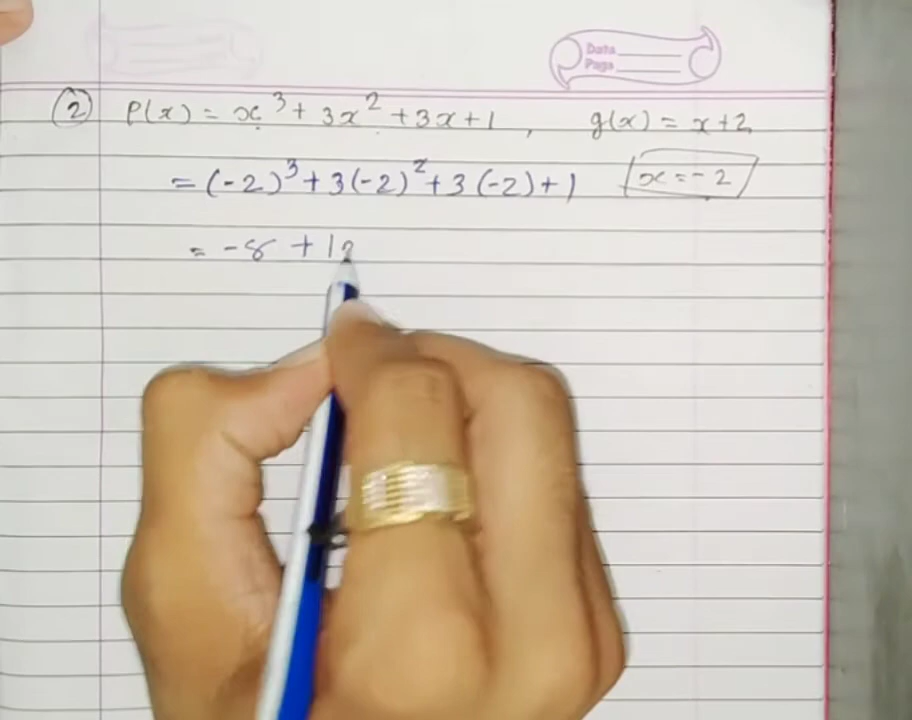 Date
Page
② P(x) = x³ + 3x² + 3x + 1 , g(x) = x + 2
= (-2)³ + 3(-2)² + 3(-2) + 1 x = -2
= -8 + 12